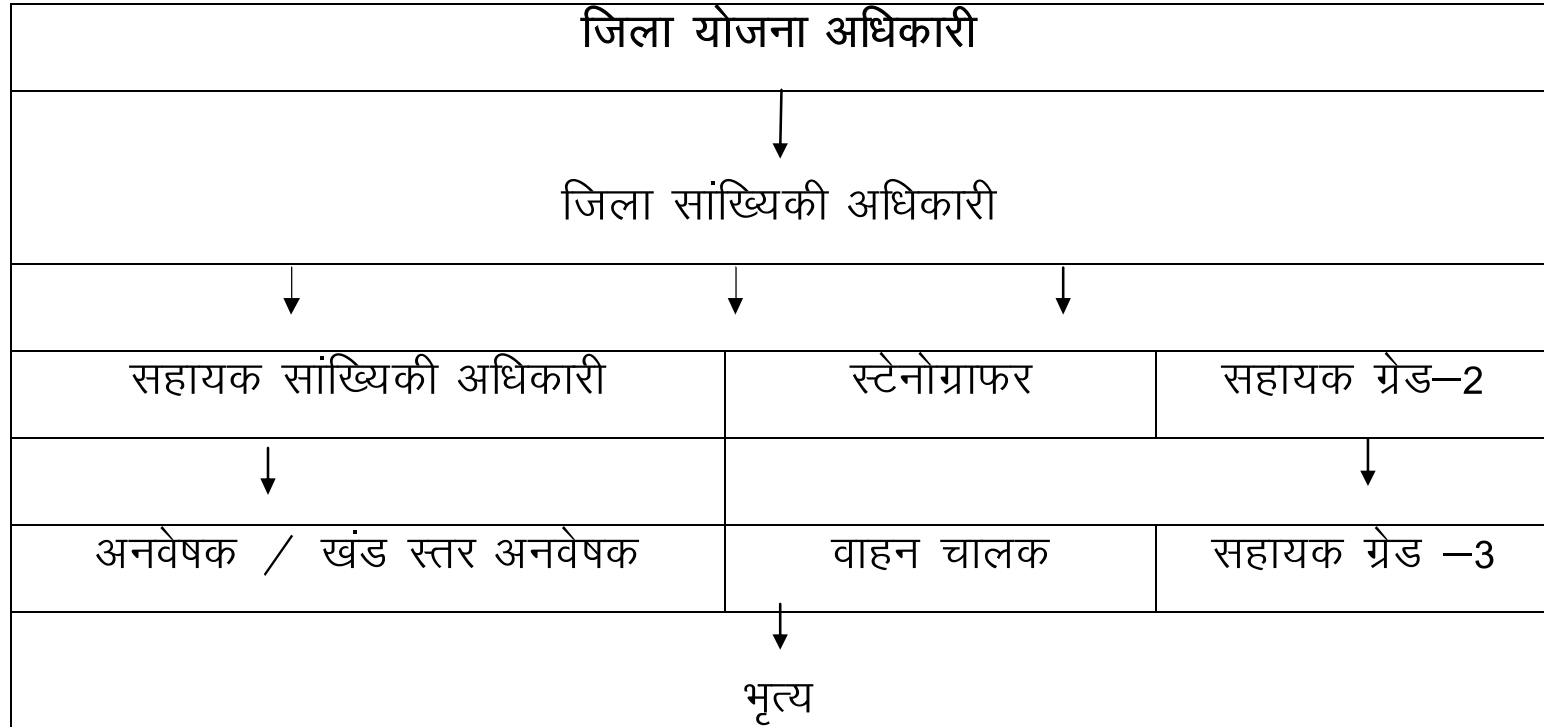 जिला योजना अधिकारी
जिला सांख्यिकी अधिकारी
सहायक सांख्यिकी अधिकारी स्टेनोग्राफर सहायक ग्रेड–2
अनवेषक / खंड स्तर अनवेषक वाहन चालक सहायक ग्रेड –3
भृत्य